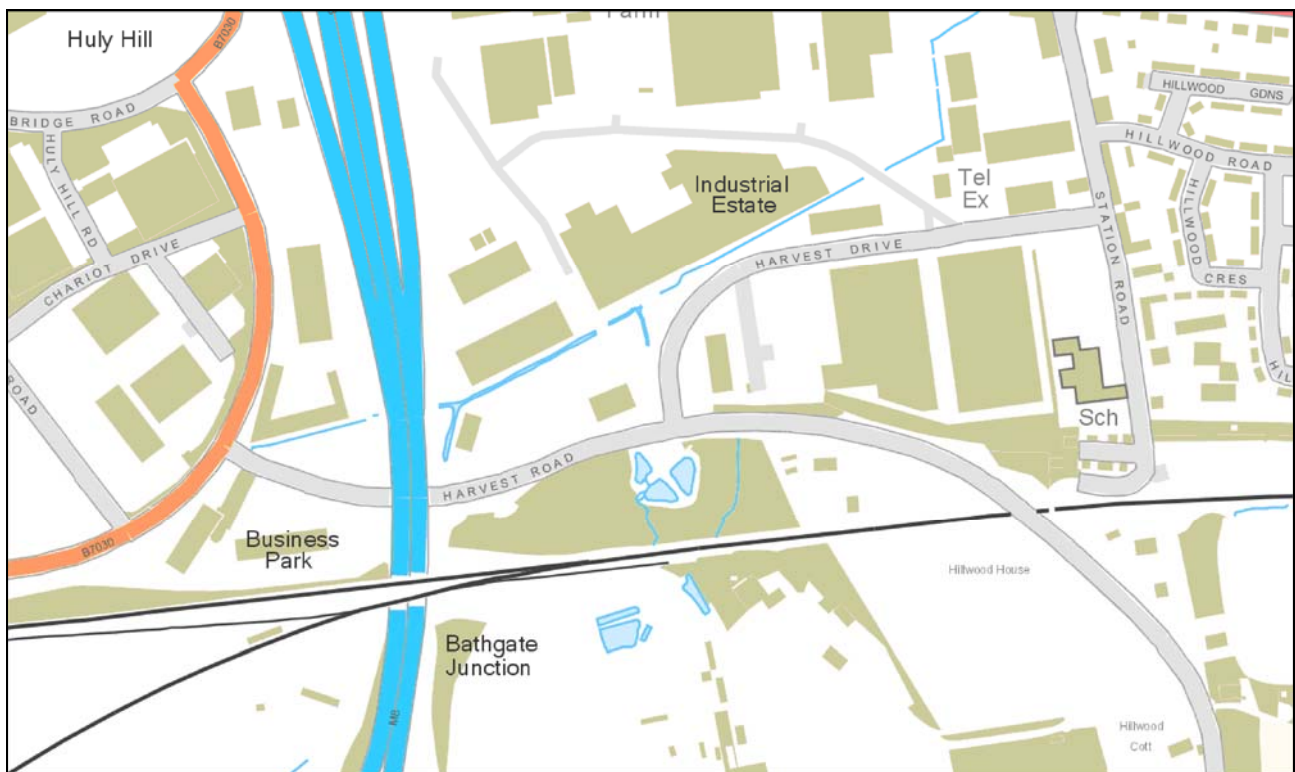 Farm
Huly Hill
B7030
BRIDGE ROAD
HULY HILL RD
CHARIOT DRIVE
ROAD
HILLWOOD GDNS
HILLWOOD ROAD
HILLWOOD
CRES
STATION ROAD
Industrial
Estate
Tel
Ex
HARVEST DRIVE
Sch
HARVEST ROAD
B7030
Business
Park
Hillwood House
Bathgate
Junction
M8
Hillwood
Cott